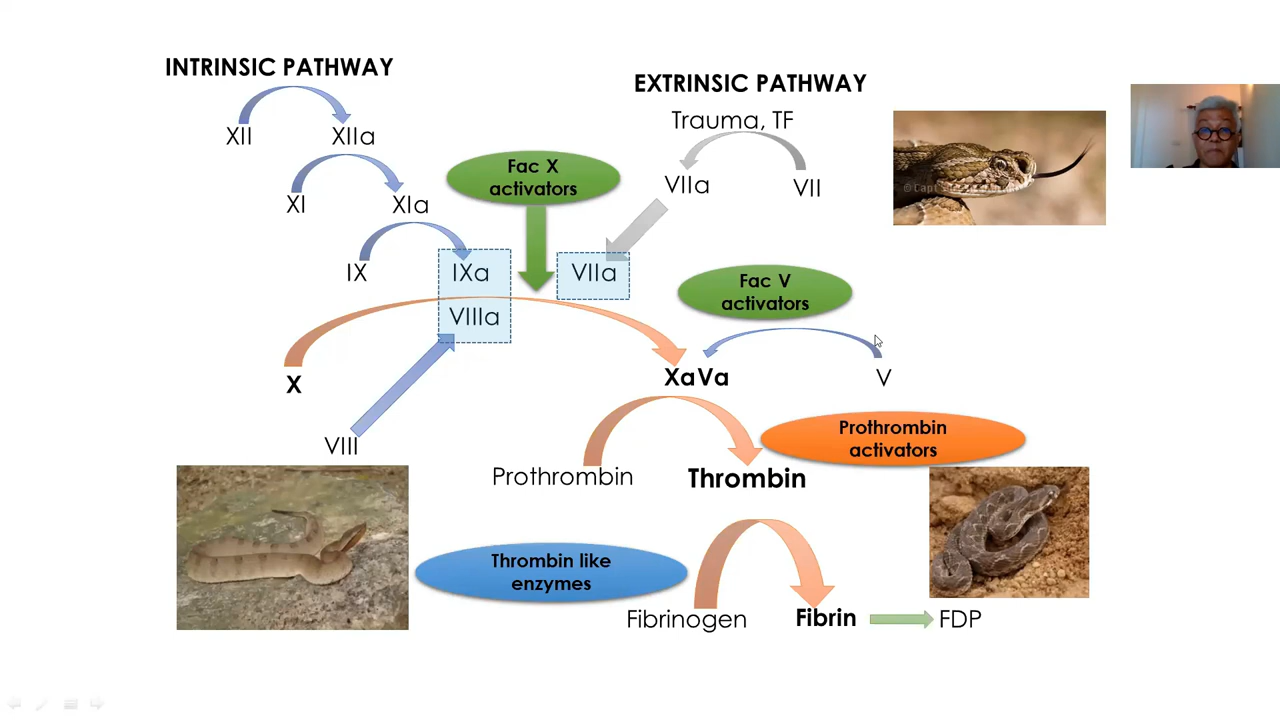 INTRINSIC PATHWAY
EXTRINSIC PATHWAY
Trauma, TF
XII
XIIa
Fac X
activators
VIIa
VII
XI
XIa
IX
IXa
VIIa
VIIIa
Fac V
activators
X
XaVa
V
VIII
Prothrombin
activators
Prothrombin
Thrombin
Thrombin like
enzymes
Fibrinogen
Fibrin
FDP
© Capt